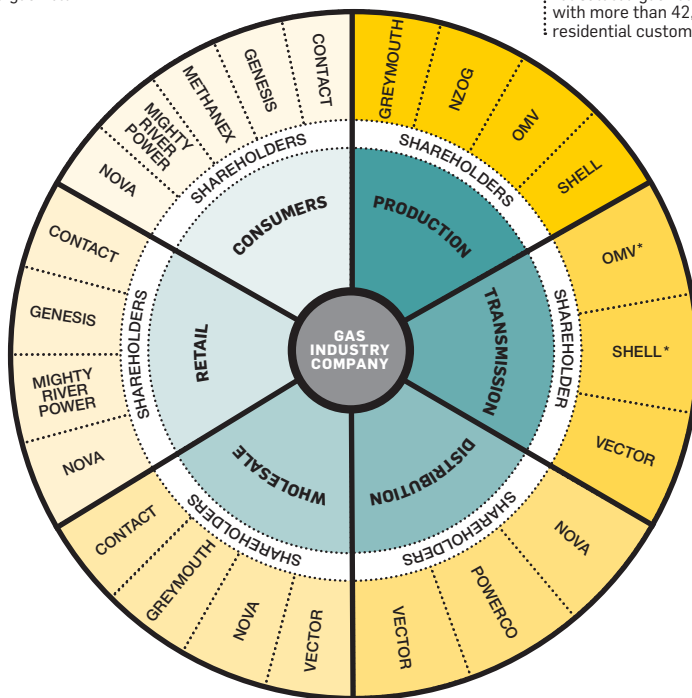 with more than 42,
GREYMOUTH
NZOG
OMV
SHELL
SHAREHOLDERS
PRODUCTION
OMV*
SHELL*
VECTOR
SHAREHOLDER
TRANSMISSION
NOVA
POWERCO
VECTOR
SHAREHOLDERS
DISTRIBUTION
VECTOR
NOVA
GREYMOUTH
CONTACT
SHAREHOLDERS
WHOLESALE
NOVA
MIGHTY
RIVER
POWER
GENESIS
CONTACT
SHAREHOLDERS
RETAIL
NOVA
MIGHTY
RIVER
POWER
METHANEX
GENESIS
CONTACT
SHAREHOLDERS
CONSUMERS
GAS
INDUSTRY
COMPANY
residential custom